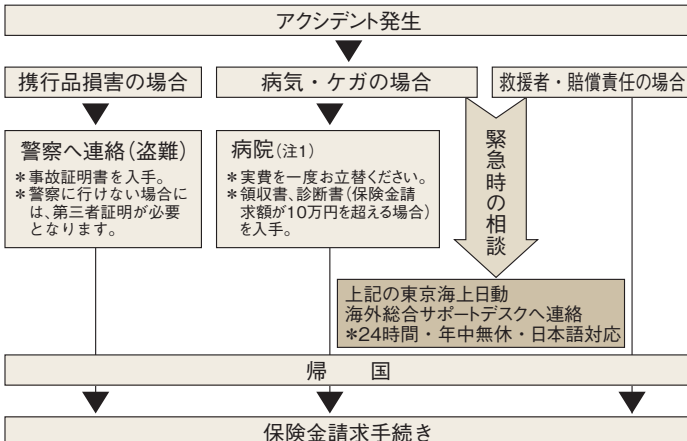 アクシデント発生
携行品損害の場合
病気・ケガの場合
救援者・賠償責任の場合
警察へ連絡(盗難)
＊事故証明書を入手。
＊警察に行けない場合に
は、第三者証明が必要
となります。
病院(注1)
＊実費を一度お立替ください。
＊領収書、診断書(保険金請
求額が10万円を超える場合)
を入手。
緊急時の相談
上記の東京海上日動
海外総合サポートデスクへ連絡
＊24時間・年中無休・日本語対応
帰　国
保険金請求手続き